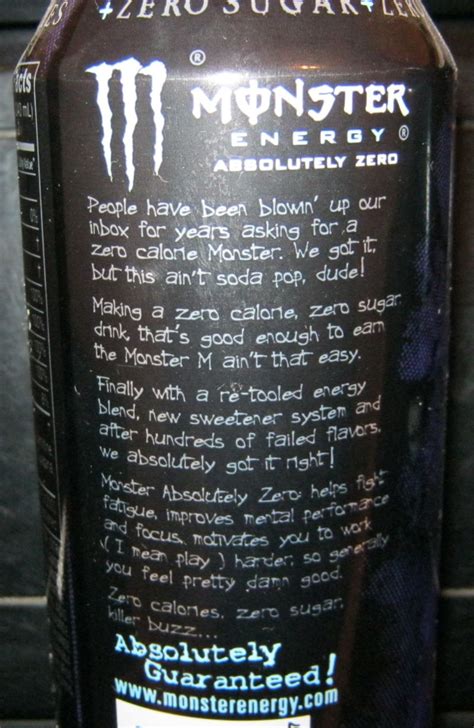 ZERO SUGAR
MONSTER
ENERGY ®
ABSOLUTELY ZERO
People have been blowin' up our
inbox for years asking for a
zero calorie Monster. We got it,
but this ain't soda pop, dude!
Making a zero calorie, zero sugar
drink, that's good enough to earn
the Monster M ain't that easy.
Finally with a re-tooled energy
blend, new sweetener system and
after hundreds of failed flavors,
we absolutely got it right!
Monster Absolutely Zero: helps fight
fatigue, improves mental performance
and focus, motivates you to work
( I mean play ) harder, so generally
you feel pretty damn good.
Zero calories, zero sugar,
killer buzz...
Absolutely
Guaranteed!
www.monsterenergy.com